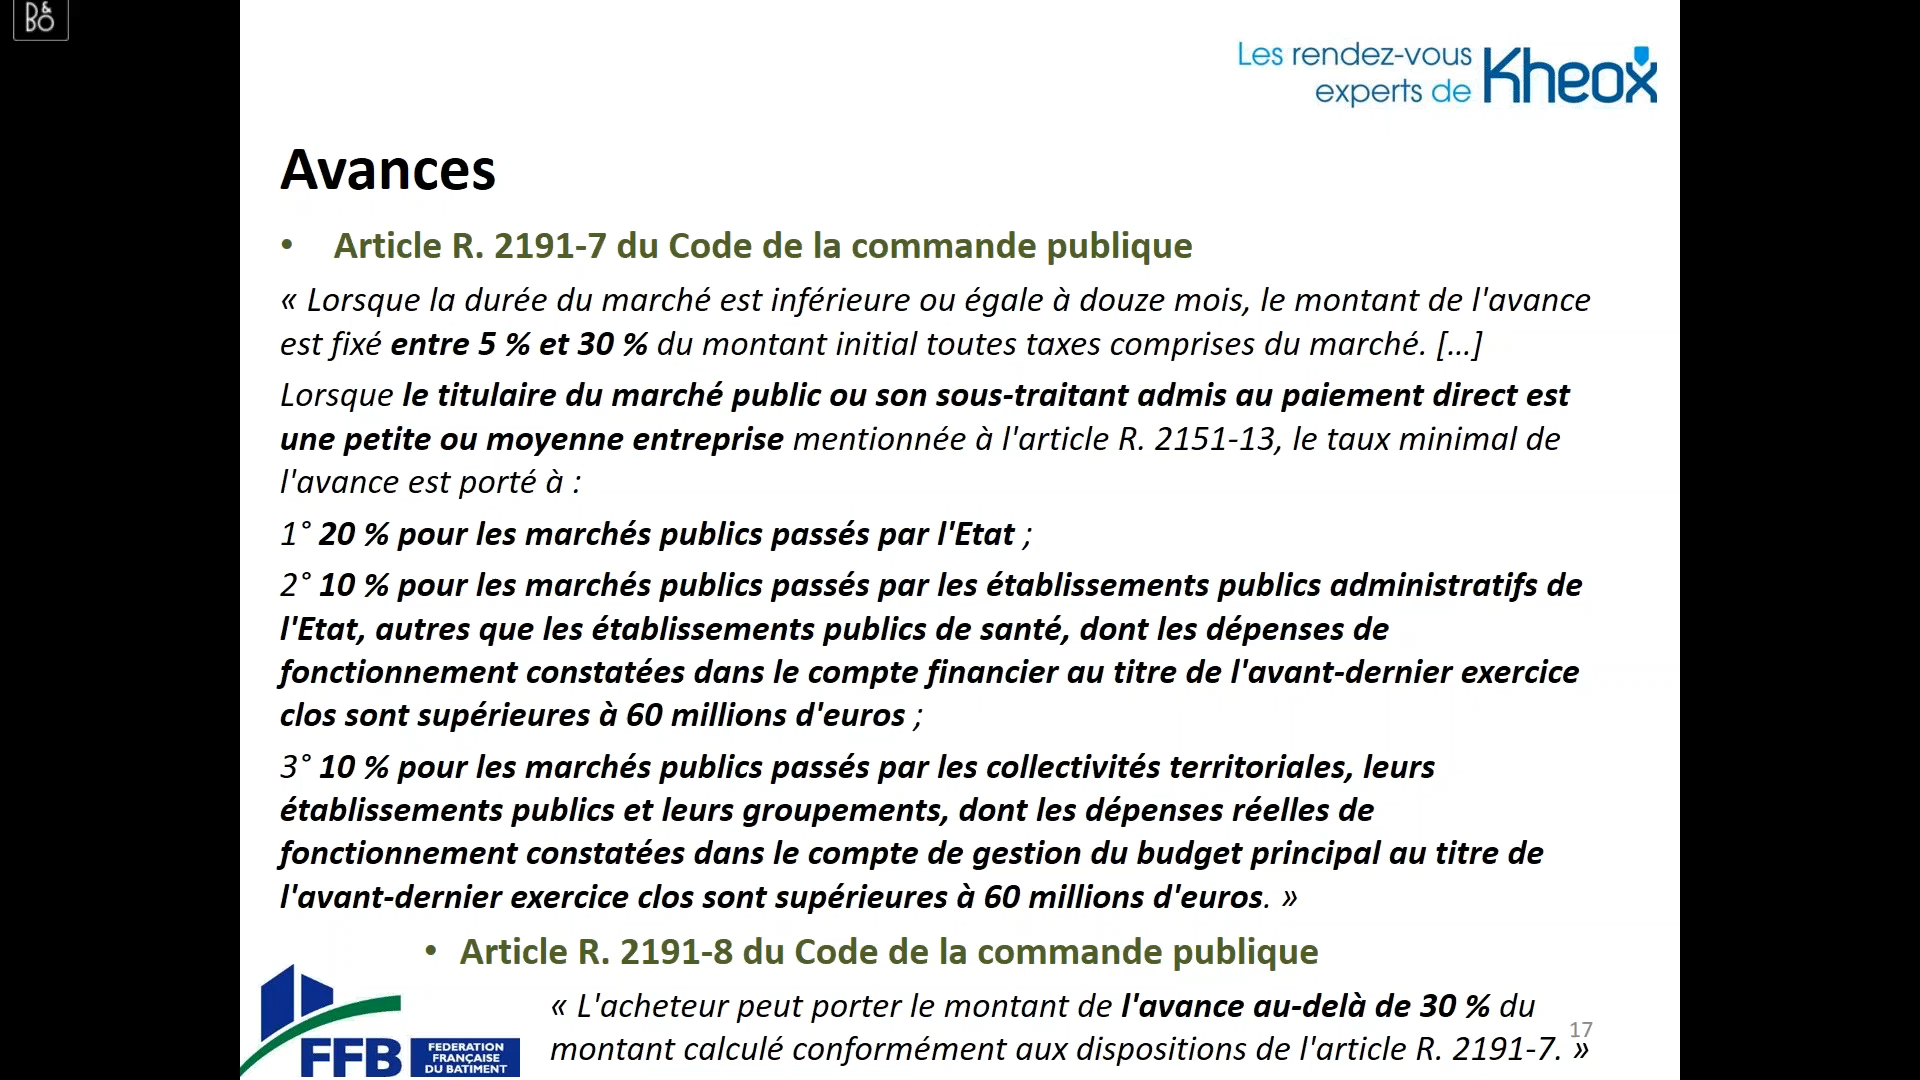 B&O
Les rendez-vous
experts de
Kheox
Avances
• Article R. 2191-7 du Code de la commande publique
« Lorsque la durée du marché est inférieure ou égale à douze mois, le montant de l'avance
est fixé entre 5 % et 30 % du montant initial toutes taxes comprises du marché. [...]
Lorsque le titulaire du marché public ou son sous-traitant admis au paiement direct est
une petite ou moyenne entreprise mentionnée à l'article R. 2151-13, le taux minimal de
l'avance est porté à :
1° 20 % pour les marchés publics passés par l'Etat ;
2° 10 % pour les marchés publics passés par les établissements publics administratifs de
l'Etat, autres que les établissements publics de santé, dont les dépenses de
fonctionnement constatées dans le compte financier au titre de l'avant-dernier exercice
clos sont supérieures à 60 millions d'euros ;
3° 10 % pour les marchés publics passés par les collectivités territoriales, leurs
établissements publics et leurs groupements, dont les dépenses réelles de
fonctionnement constatées dans le compte de gestion du budget principal au titre de
l'avant-dernier exercice clos sont supérieures à 60 millions d'euros. »
• Article R. 2191-8 du Code de la commande publique
« L'acheteur peut porter le montant de l'avance au-delà de 30 % du
montant calculé conformément aux dispositions de l'article R. 2191-7. »
17
FFB
FEDERATION
FRANÇAISE
DU BATIMENT